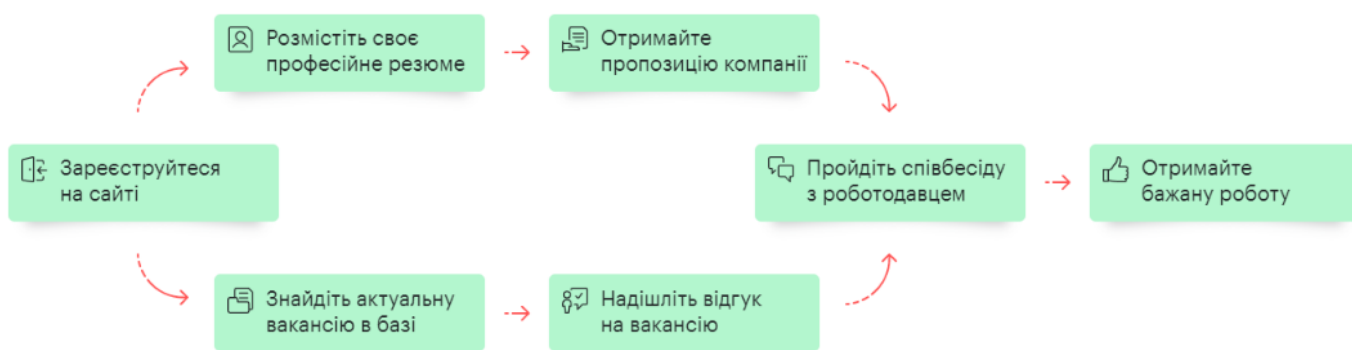 Зареєструйтеся
на сайті
Розмістіть своє
професійне резюме
Отримайте
пропозицію компанії
Знайдіть актуальну
вакансію в базі
Надішліть відгук
на вакансію
Пройдіть співбесіду
з роботодавцем
Отримайте
бажану роботу